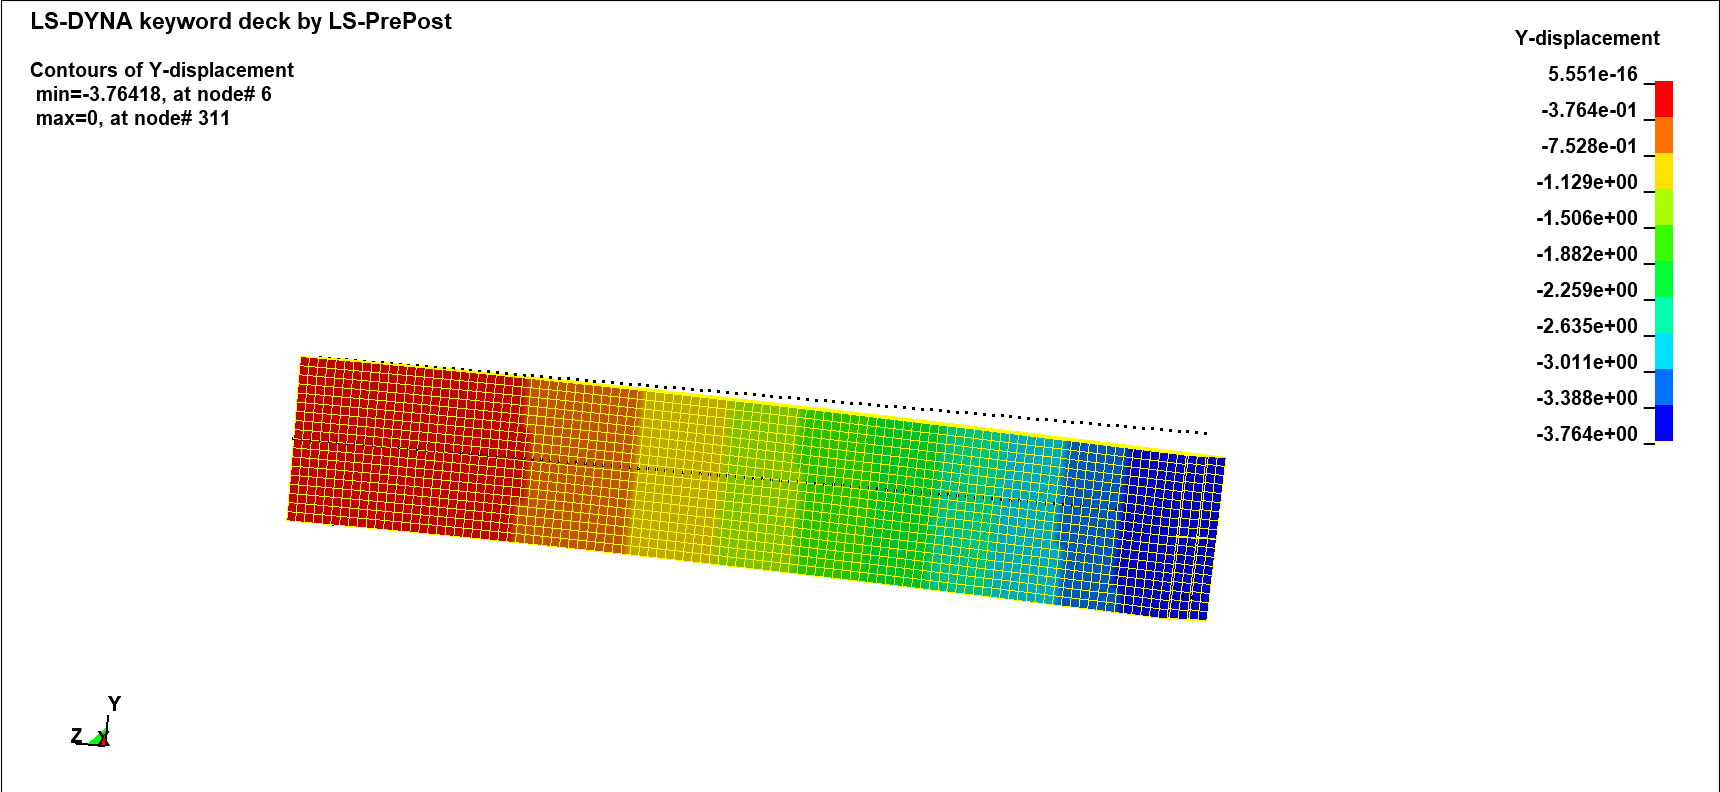 LS-DYNA keyword deck by LS-PrePost
Contours of Y-displacement
min=-3.76418, at node# 6
max=0, at node# 311
Y-displacement
5.551e-16
-3.764e-01
-7.528e-01
-1.129e+00
-1.506e+00
-1.882e+00
-2.259e+00
-2.635e+00
-3.011e+00
-3.388e+00
-3.764e+00
Y
Z X